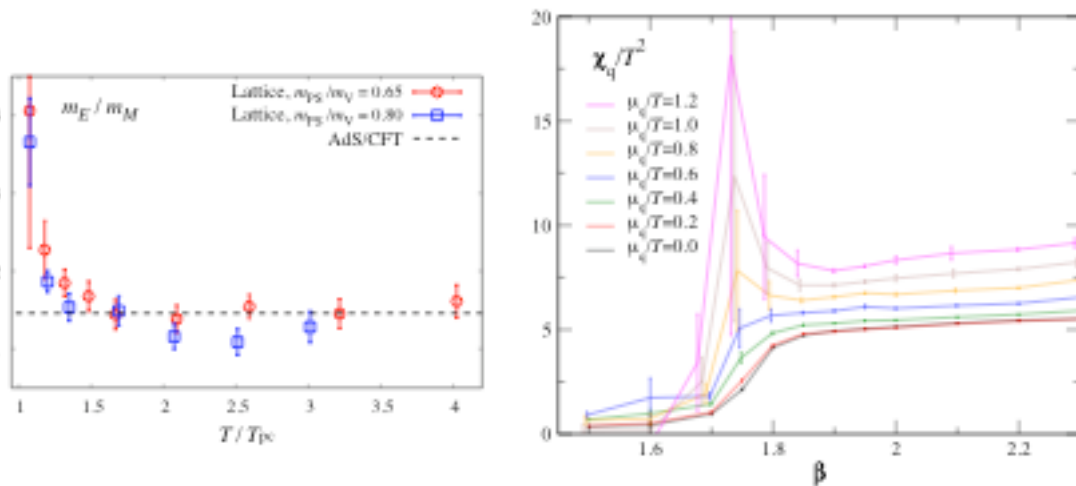 m_E / m_M
Lattice, m_PS/m_V = 0.65
Lattice, m_PS/m_V = 0.80
AdS/CFT
1 1.5 2 2.5 3 3.5 4
T / T_pc
20
15
10
5
0
χ_q/T²
μ_q/T=1.2
μ_q/T=1.0
μ_q/T=0.8
μ_q/T=0.6
μ_q/T=0.4
μ_q/T=0.2
μ_q/T=0.0
1.6 1.8 2 2.2
β